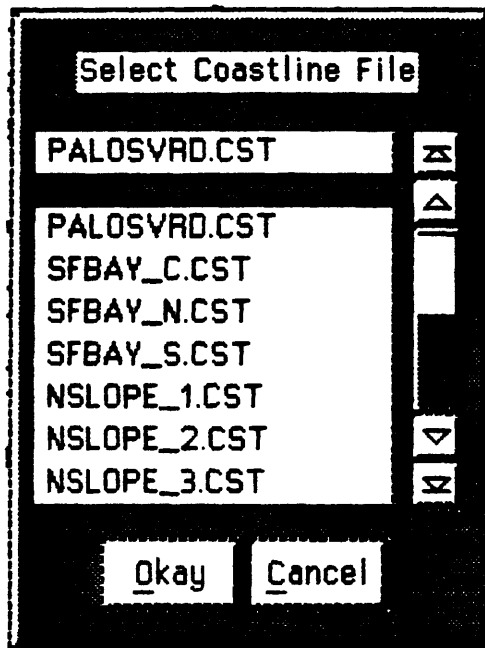 Select Coastline File
PALOSVRD.CST
PALOSVRD.CST
SFBAY_C.CST
SFBAY_N.CST
SFBAY_S.CST
NSLOPE_1.CST
NSLOPE_2.CST
NSLOPE_3.CST
Okay Cancel